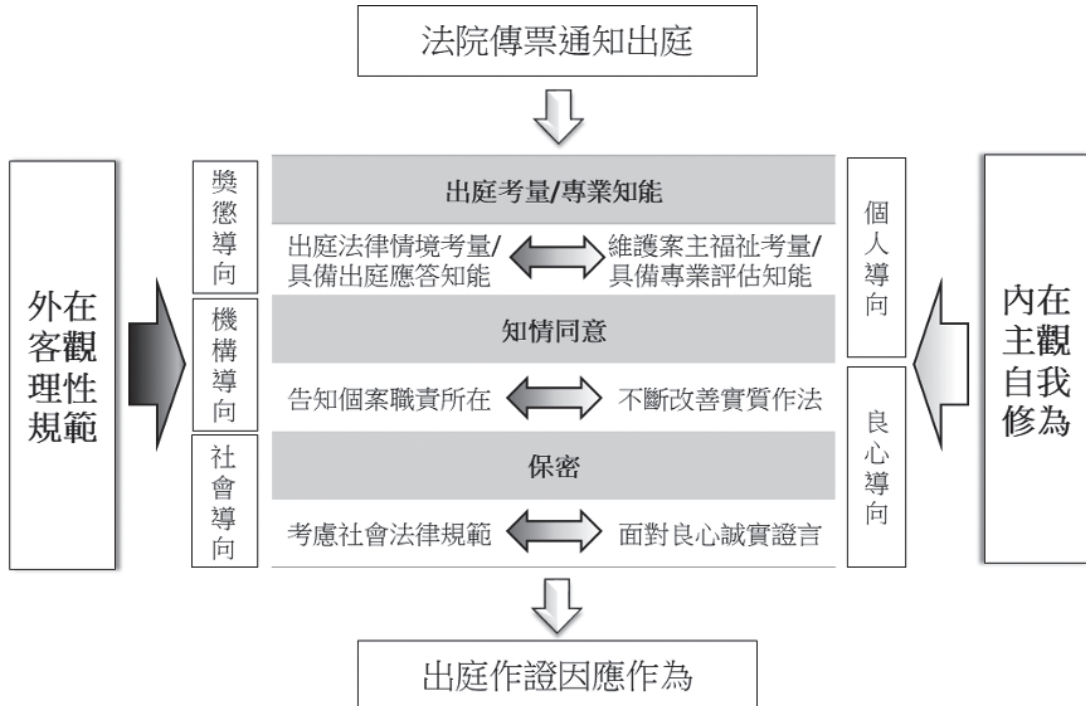 法院傳票通知出庭
外在
客觀
理性
規範
獎
懲
導
向
機
構
導
向
社
會
導
向
出庭考量/專業知能
出庭法律情境考量/
具備出庭應答知能
維護案主福祉考量/
具備專業評估知能
知情同意
告知個案職責所在
不斷改善實質作法
保密
考慮社會法律規範
面對良心誠實證言
個
人
導
向
良
心
導
向
內在
主觀
自我
修為
出庭作證因應作為